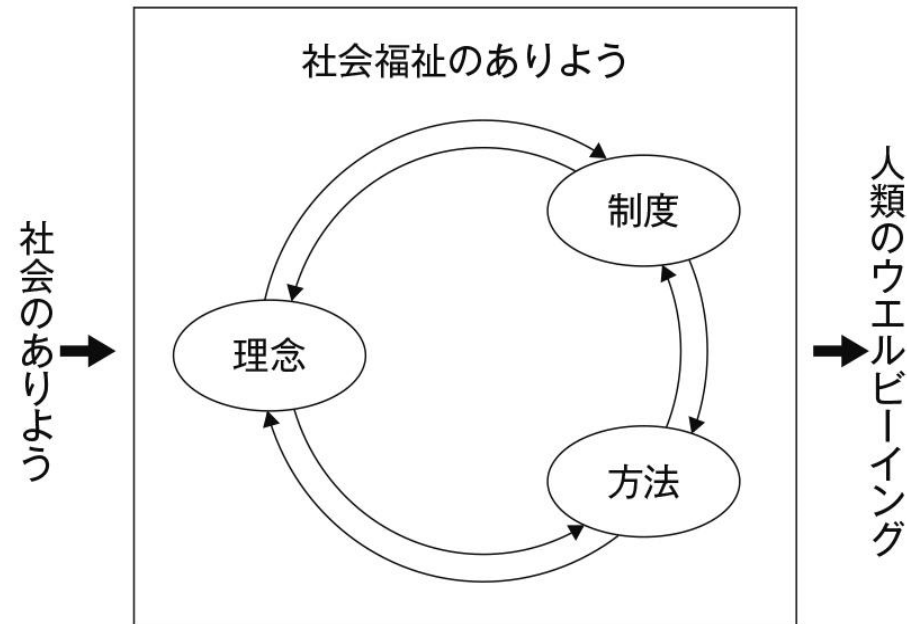 社会福祉のありよう
社会のありよう
理念
制度
方法
人類のウエルビーイング